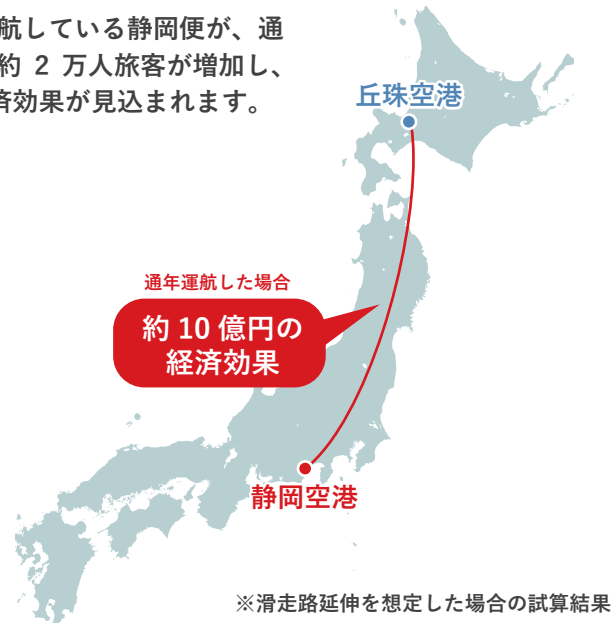 航している静岡便が、通
約 2 万人旅客が増加し、
済効果が見込まれます。
丘珠空港
通年運航した場合
約 10 億円の
経済効果
静岡空港
※滑走路延伸を想定した場合の試算結果